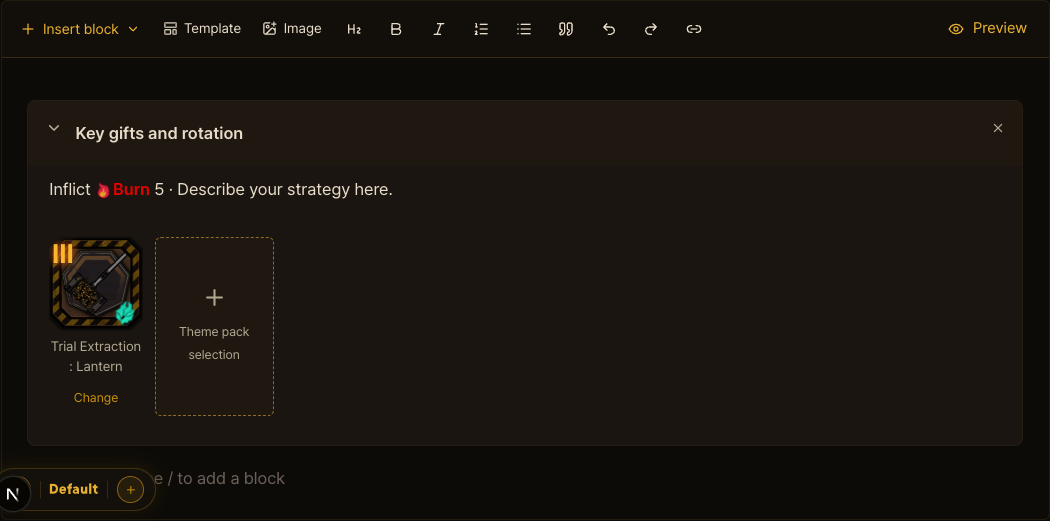 Insert block
Template
Image
H2
B
I
Preview
Key gifts and rotation
Inflict Burn 5 · Describe your strategy here.
III
Trial Extraction
: Lantern
Change
Theme pack
selection
e / to add a block
N
Default